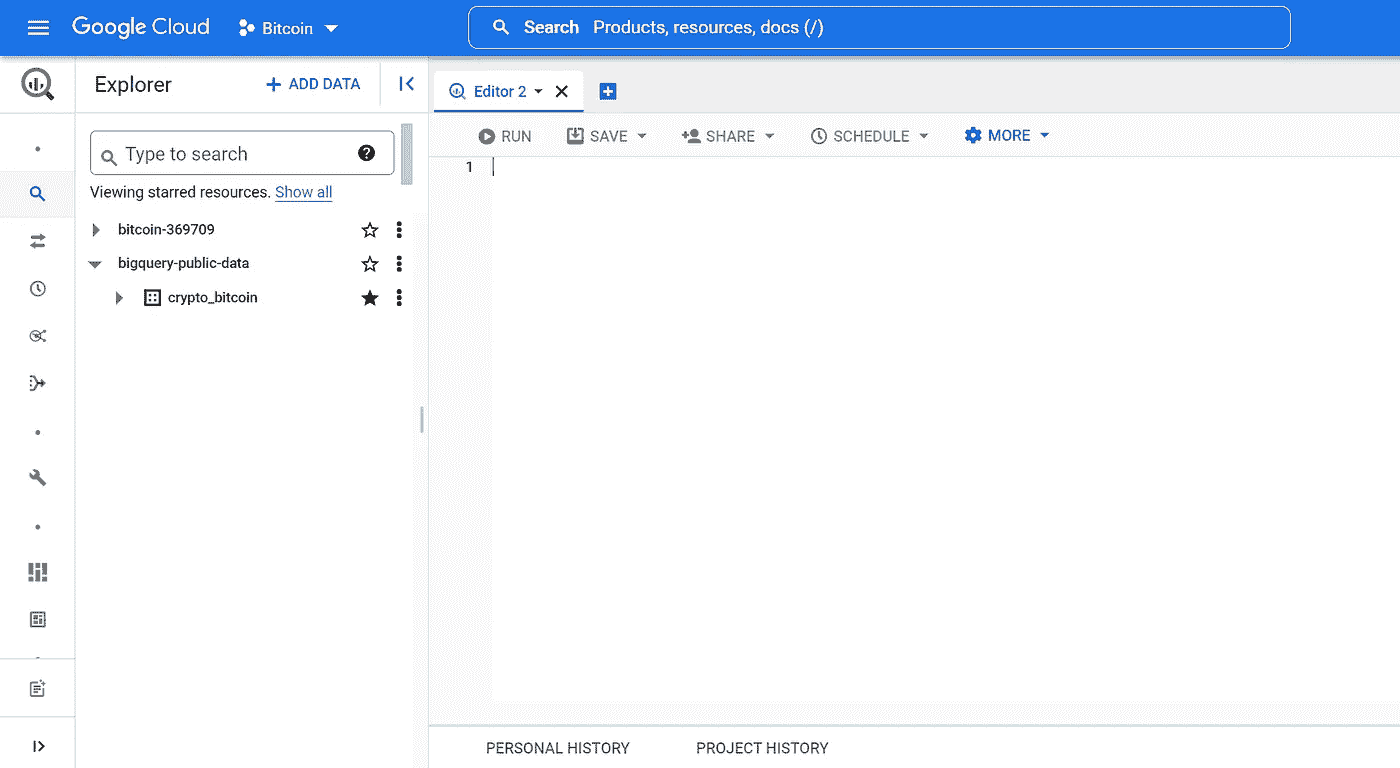 Google Cloud Bitcoin Search Products, resources, docs (/)
Explorer ADD DATA
Editor 2
Type to search ?
RUN SAVE SHARE SCHEDULE MORE
Viewing starred resources. Show all
1
bitcoin-369709
bigquery-public-data
crypto_bitcoin
PERSONAL HISTORY PROJECT HISTORY